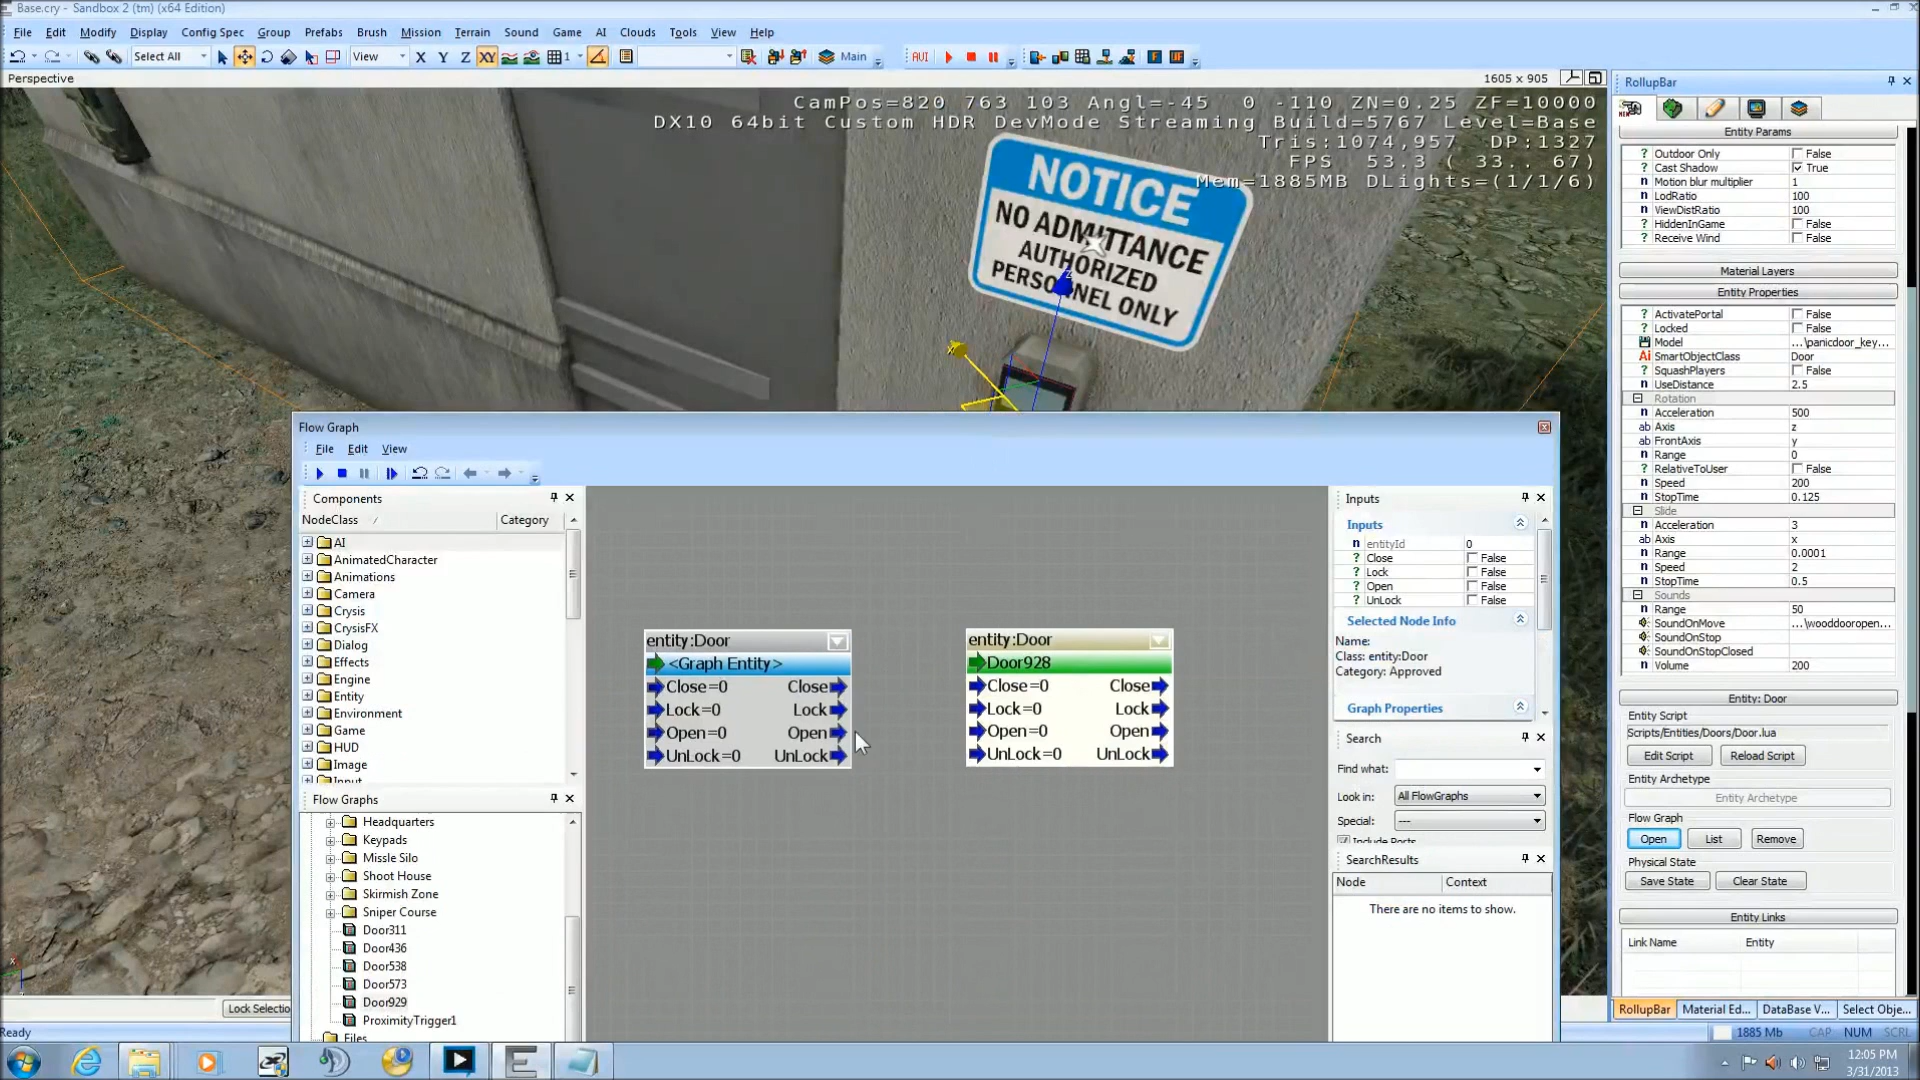 Base.cry - Sandbox 2 (tm) (x64 Edition)
File Edit Modify Display Config Spec Group Prefabs Brush Mission Terrain Sound Game AI Clouds Tools View Help
Select All View X Y Z XY 1 Main AVI
Perspective 1605 x 905
CamPos=820 763 103 Angl=-45 0 -110 ZN=0.25 ZF=10000
DX10 64bit Custom HDR DevMode Streaming Build=5767 Level=Base
Tris:1074,957 DP:1327
FPS 53.3 ( 33.. 67)
Mem=1885MB DLights=(1/1/6)
NOTICE
NO ADMITTANCE
AUTHORIZED
PERSONNEL ONLY
Flow Graph
File Edit View
Components
NodeClass Category
AI
AnimatedCharacter
Animations
Camera
Crysis
CrysisFX
Dialog
Effects
Engine
Entity
Environment
Game
HUD
Image
Input
Flow Graphs
Headquarters
Keypads
Missle Silo
Shoot House
Skirmish Zone
Sniper Course
Door311
Door436
Door538
Door573
Door929
ProximityTrigger1
Files
entity:Door
<Graph Entity>
Close=0 Close
Lock=0 Lock
Open=0 Open
UnLock=0 UnLock
entity:Door
Door928
Close=0 Close
Lock=0 Lock
Open=0 Open
UnLock=0 UnLock
Inputs
Inputs
entityId 0
Close False
Lock False
Open False
UnLock False
Selected Node Info
Name:
Class: entity:Door
Category: Approved
Graph Properties
Search
Find what:
Look in: All FlowGraphs
Special: ---
Include Ports
SearchResults
Node Context
There are no items to show.
RollupBar
Entity Params
Outdoor Only False
Cast Shadow True
Motion blur multiplier 1
LodRatio 100
ViewDistRatio 100
HiddenInGame False
Receive Wind False
Material Layers
Entity Properties
ActivatePortal False
Locked False
Model ...\panicdoor_key...
SmartObjectClass Door
SquashPlayers False
UseDistance 2.5
Rotation
Acceleration 500
Axis z
FrontAxis y
Range 0
RelativeToUser False
Speed 200
StopTime 0.125
Slide
Acceleration 3
Axis x
Range 0.0001
Speed 2
StopTime 0.5
Sounds
Range 50
SoundOnMove ...\wooddooropen...
SoundOnStop
SoundOnStopClosed
Volume 200
Entity: Door
Entity Script
Scripts/Entities/Doors/Door.lua
Edit Script Reload Script
Entity Archetype
Entity Archetype
Flow Graph
Open List Remove
Physical State
Save State Clear State
Entity Links
Link Name Entity
RollupBar Material Ed... DataBase V... Select Obje...
Lock Selectio
Ready 1885 Mb CAP NUM SCRL
12:05 PM
3/31/2013